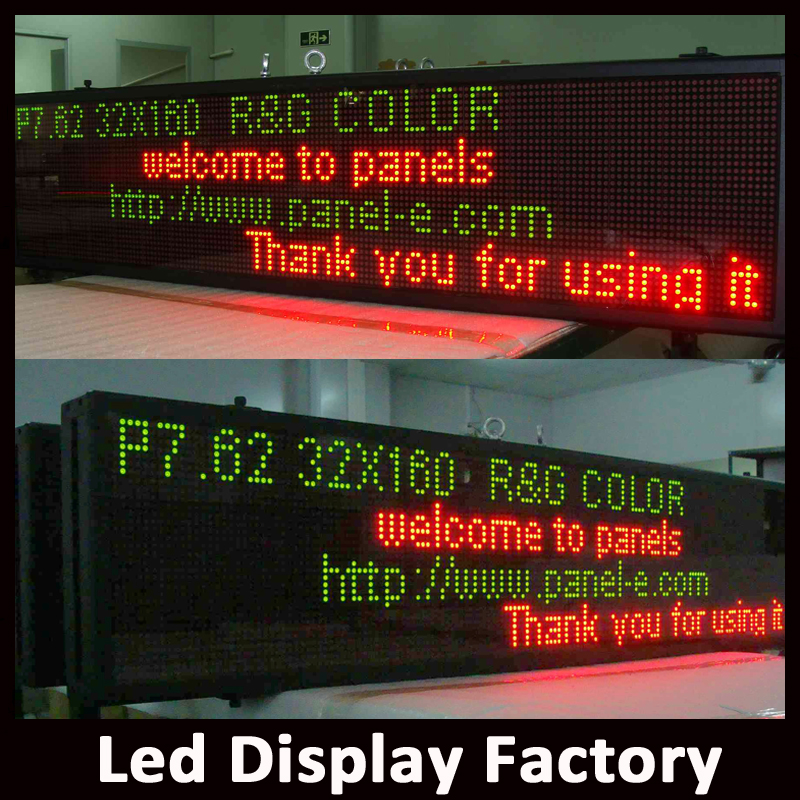 P7.62 32X160 R&G COLOR
welcome to panels
http://www.panel-e.com
Thank you for using it
P7.62 32X160 R&G COLOR
welcome to panels
http://www.panel-e.com
Thank you for using it
Led Display Factory